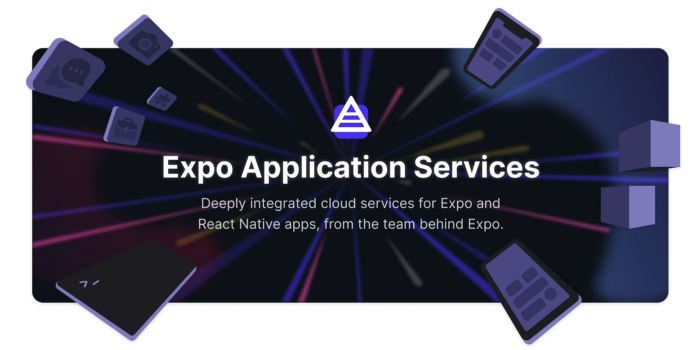 Expo Application Services
Deeply integrated cloud services for Expo and
React Native apps, from the team behind Expo.